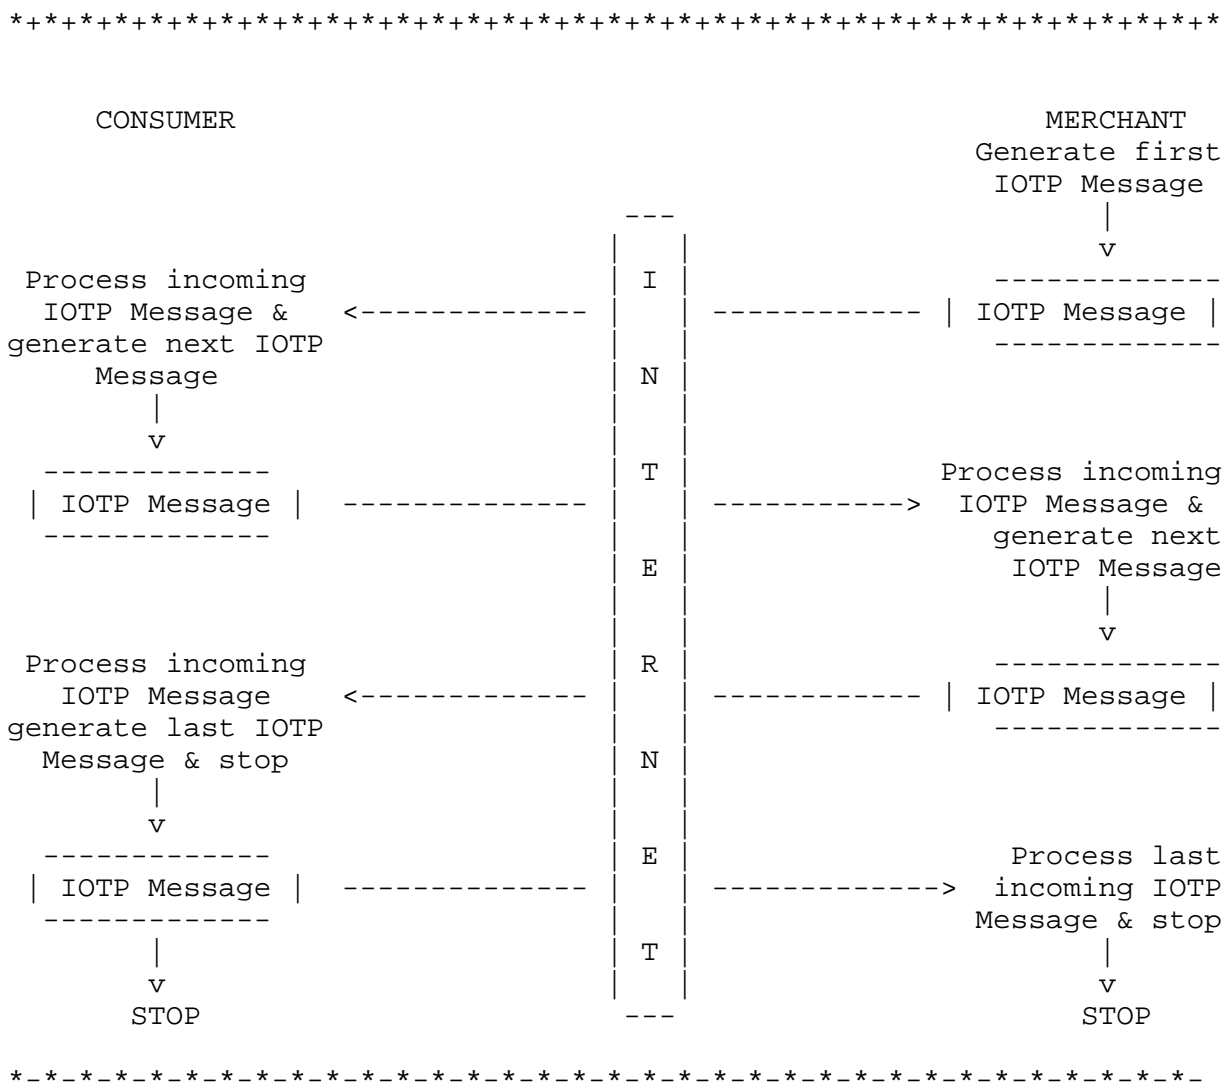 *+*+*+*+*+*+*+*+*+*+*+*+*+*+*+*+*+*+*+*+*+*+*+*+*+*+*+*+*+*+*+*+*+*+*
CONSUMER                                              MERCHANT
                                                  Generate first
                                                   IOTP Message
                                   ---                   |
                                  |   |                  v
 Process incoming                 | I |            -------------
  IOTP Message &   <------------- |   | ------------ | IOTP Message |
generate next IOTP                |   |            -------------
     Message                      | N |
        |                         |   |
        v                         |   |
  -------------                   | T |         Process incoming
 | IOTP Message |  -------------- |   | ----------->  IOTP Message &
  -------------                   |   |            generate next
                                  | E |             IOTP Message
                                  |   |                  |
                                  |   |                  v
 Process incoming                 | R |            -------------
   IOTP Message    <------------- |   | ------------ | IOTP Message |
generate last IOTP                |   |            -------------
  Message & stop                  | N |
        |                         |   |
        v                         |   |
  -------------                   | E |             Process last
 | IOTP Message |  -------------- |   | ------------->  incoming IOTP
  -------------                   |   |           Message & stop
        |                         | T |                  |
        v                         |   |                  v
       STOP                        ---                  STOP
*-*-*-*-*-*-*-*-*-*-*-*-*-*-*-*-*-*-*-*-*-*-*-*-*-*-*-*-*-*-*-*-*-*-